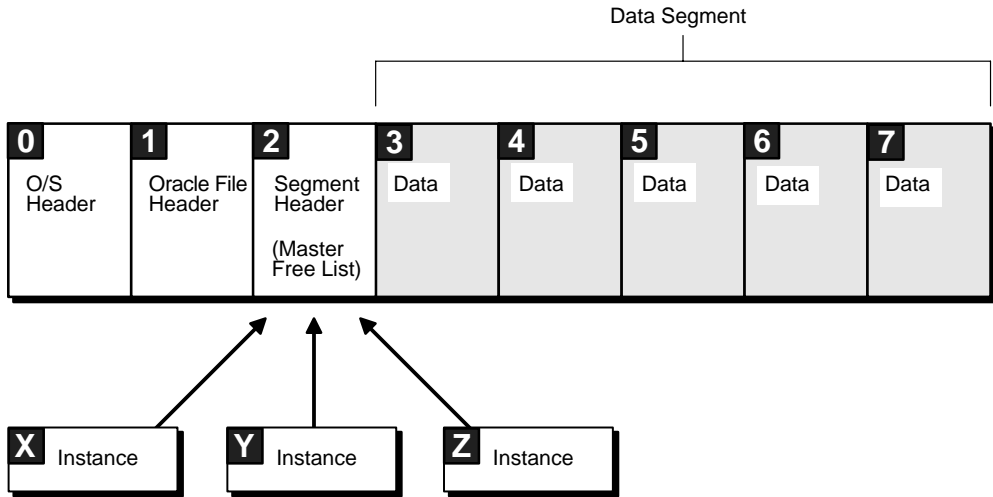 Data Segment
0
O/S
Header
1
Oracle File
Header
2
Segment
Header
(Master
Free List)
3
Data
4
Data
5
Data
6
Data
7
Data
X
Instance
Y
Instance
Z
Instance